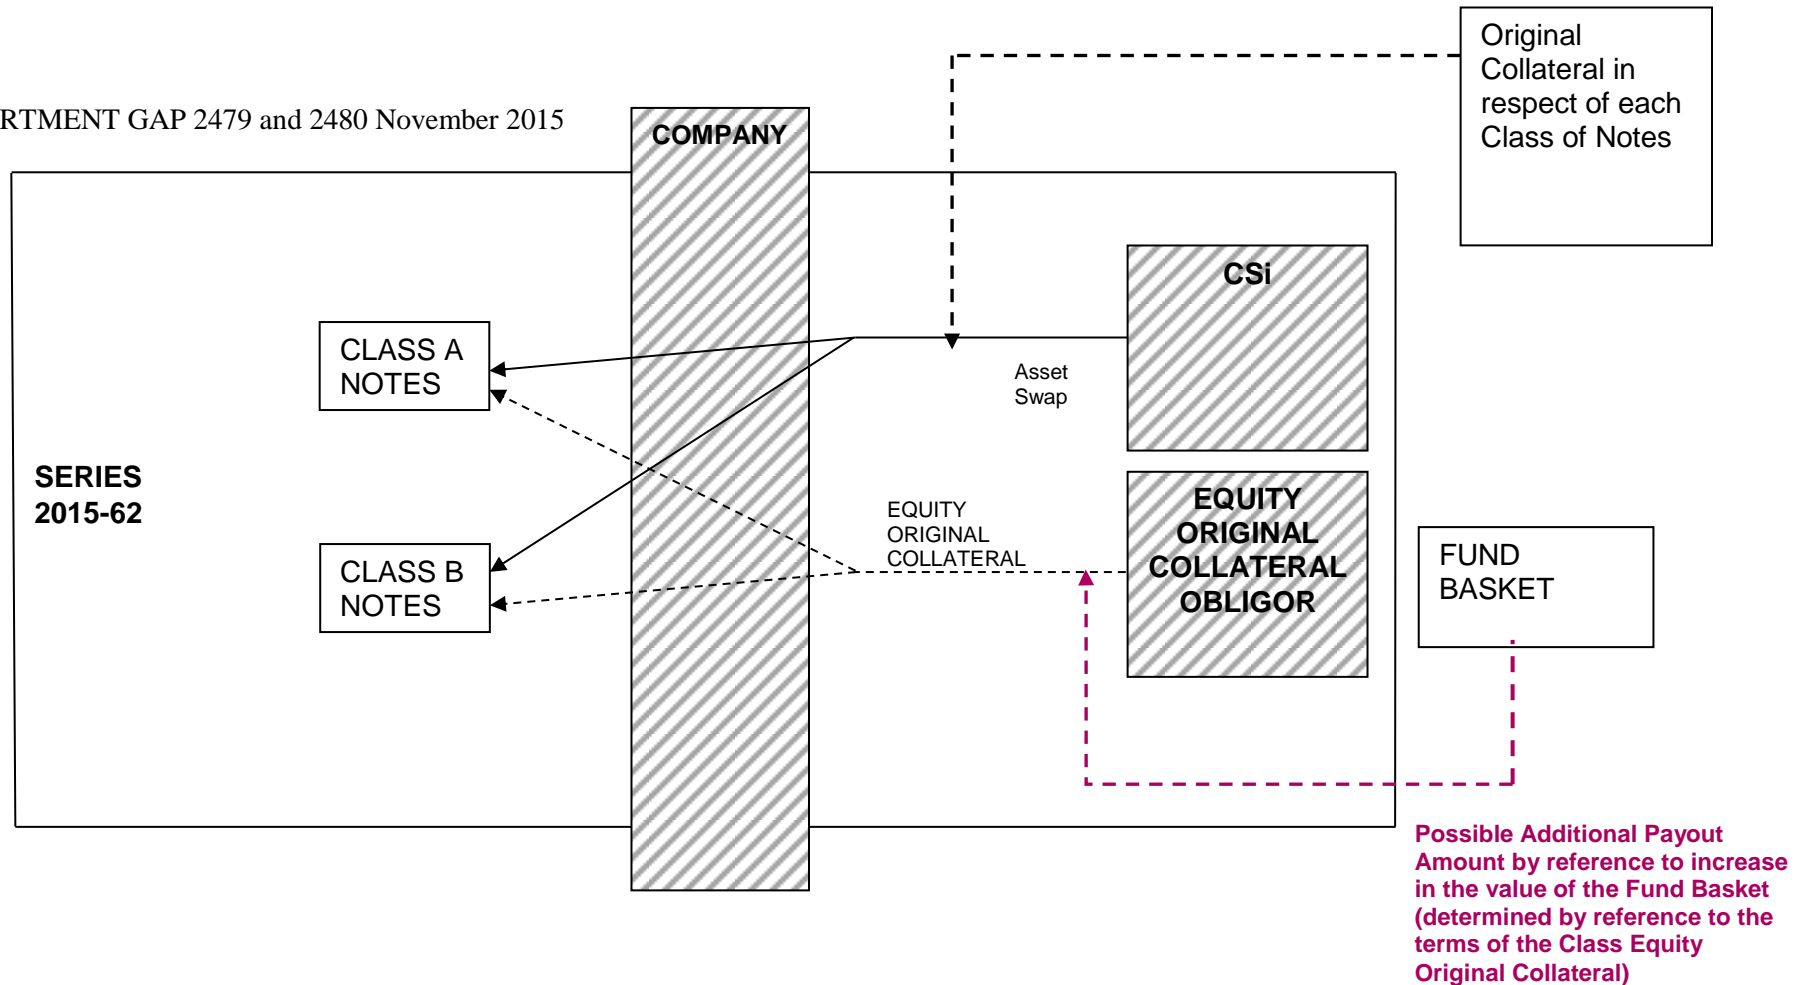 Original
Collateral in
respect of each
Class of Notes
RTMENT GAP 2479 and 2480 November 2015
COMPANY
CSi
CLASS A
NOTES
Asset
Swap
SERIES
2015-62
EQUITY
ORIGINAL
COLLATERAL
EQUITY
ORIGINAL
COLLATERAL
OBLIGOR
FUND
BASKET
CLASS B
NOTES
Possible Additional Payout
Amount by reference to increase
in the value of the Fund Basket
(determined by reference to the
terms of the Class Equity
Original Collateral)